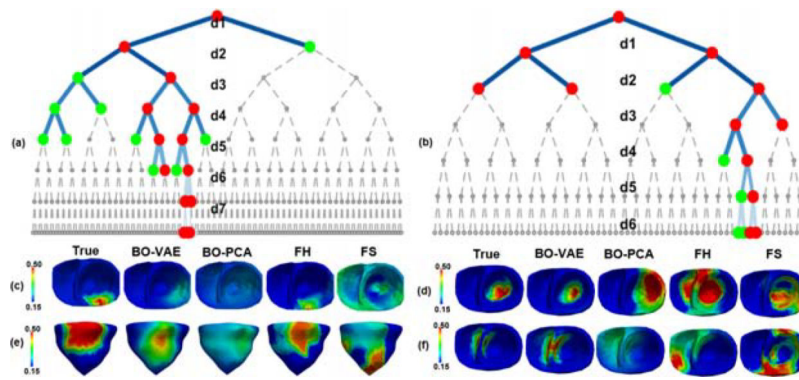 d1
d2
d3
d4
d5
d6
d7
(a)
d1
d2
d3
d4
d5
d6
(b)
True BO-VAE BO-PCA FH FS
(c) 0.50 0.15
True BO-VAE BO-PCA FH FS
(d) 0.50 0.15
(e) 0.50 0.15
(f) 0.50 0.15